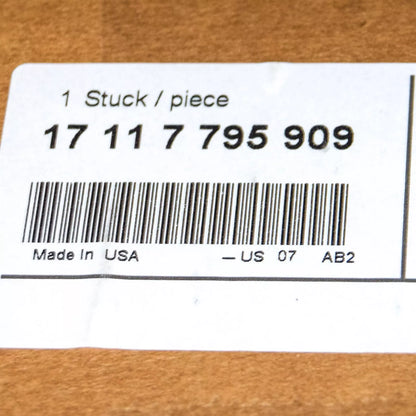 1 Stuck / piece
17 11 7 795 909
Made In USA — US 07 AB2